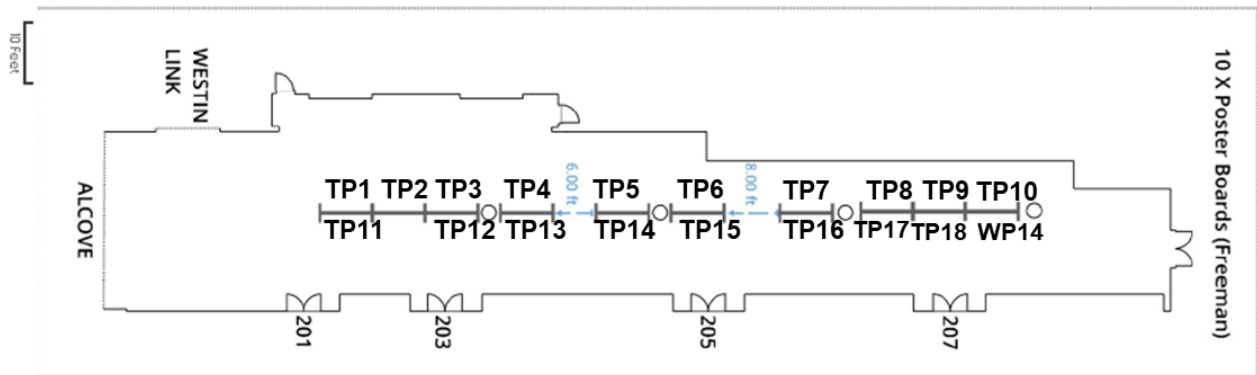 10 Feet
WESTIN
LINK
10 X Poster Boards (Freeman)
6.00 ft
8.00 ft
TP1 TP2 TP3 TP4 TP5 TP6 TP7 TP8 TP9 TP10
TP11 TP12 TP13 TP14 TP15 TP16 TP17 TP18 WP14
ALCOVE
201 203 205 207